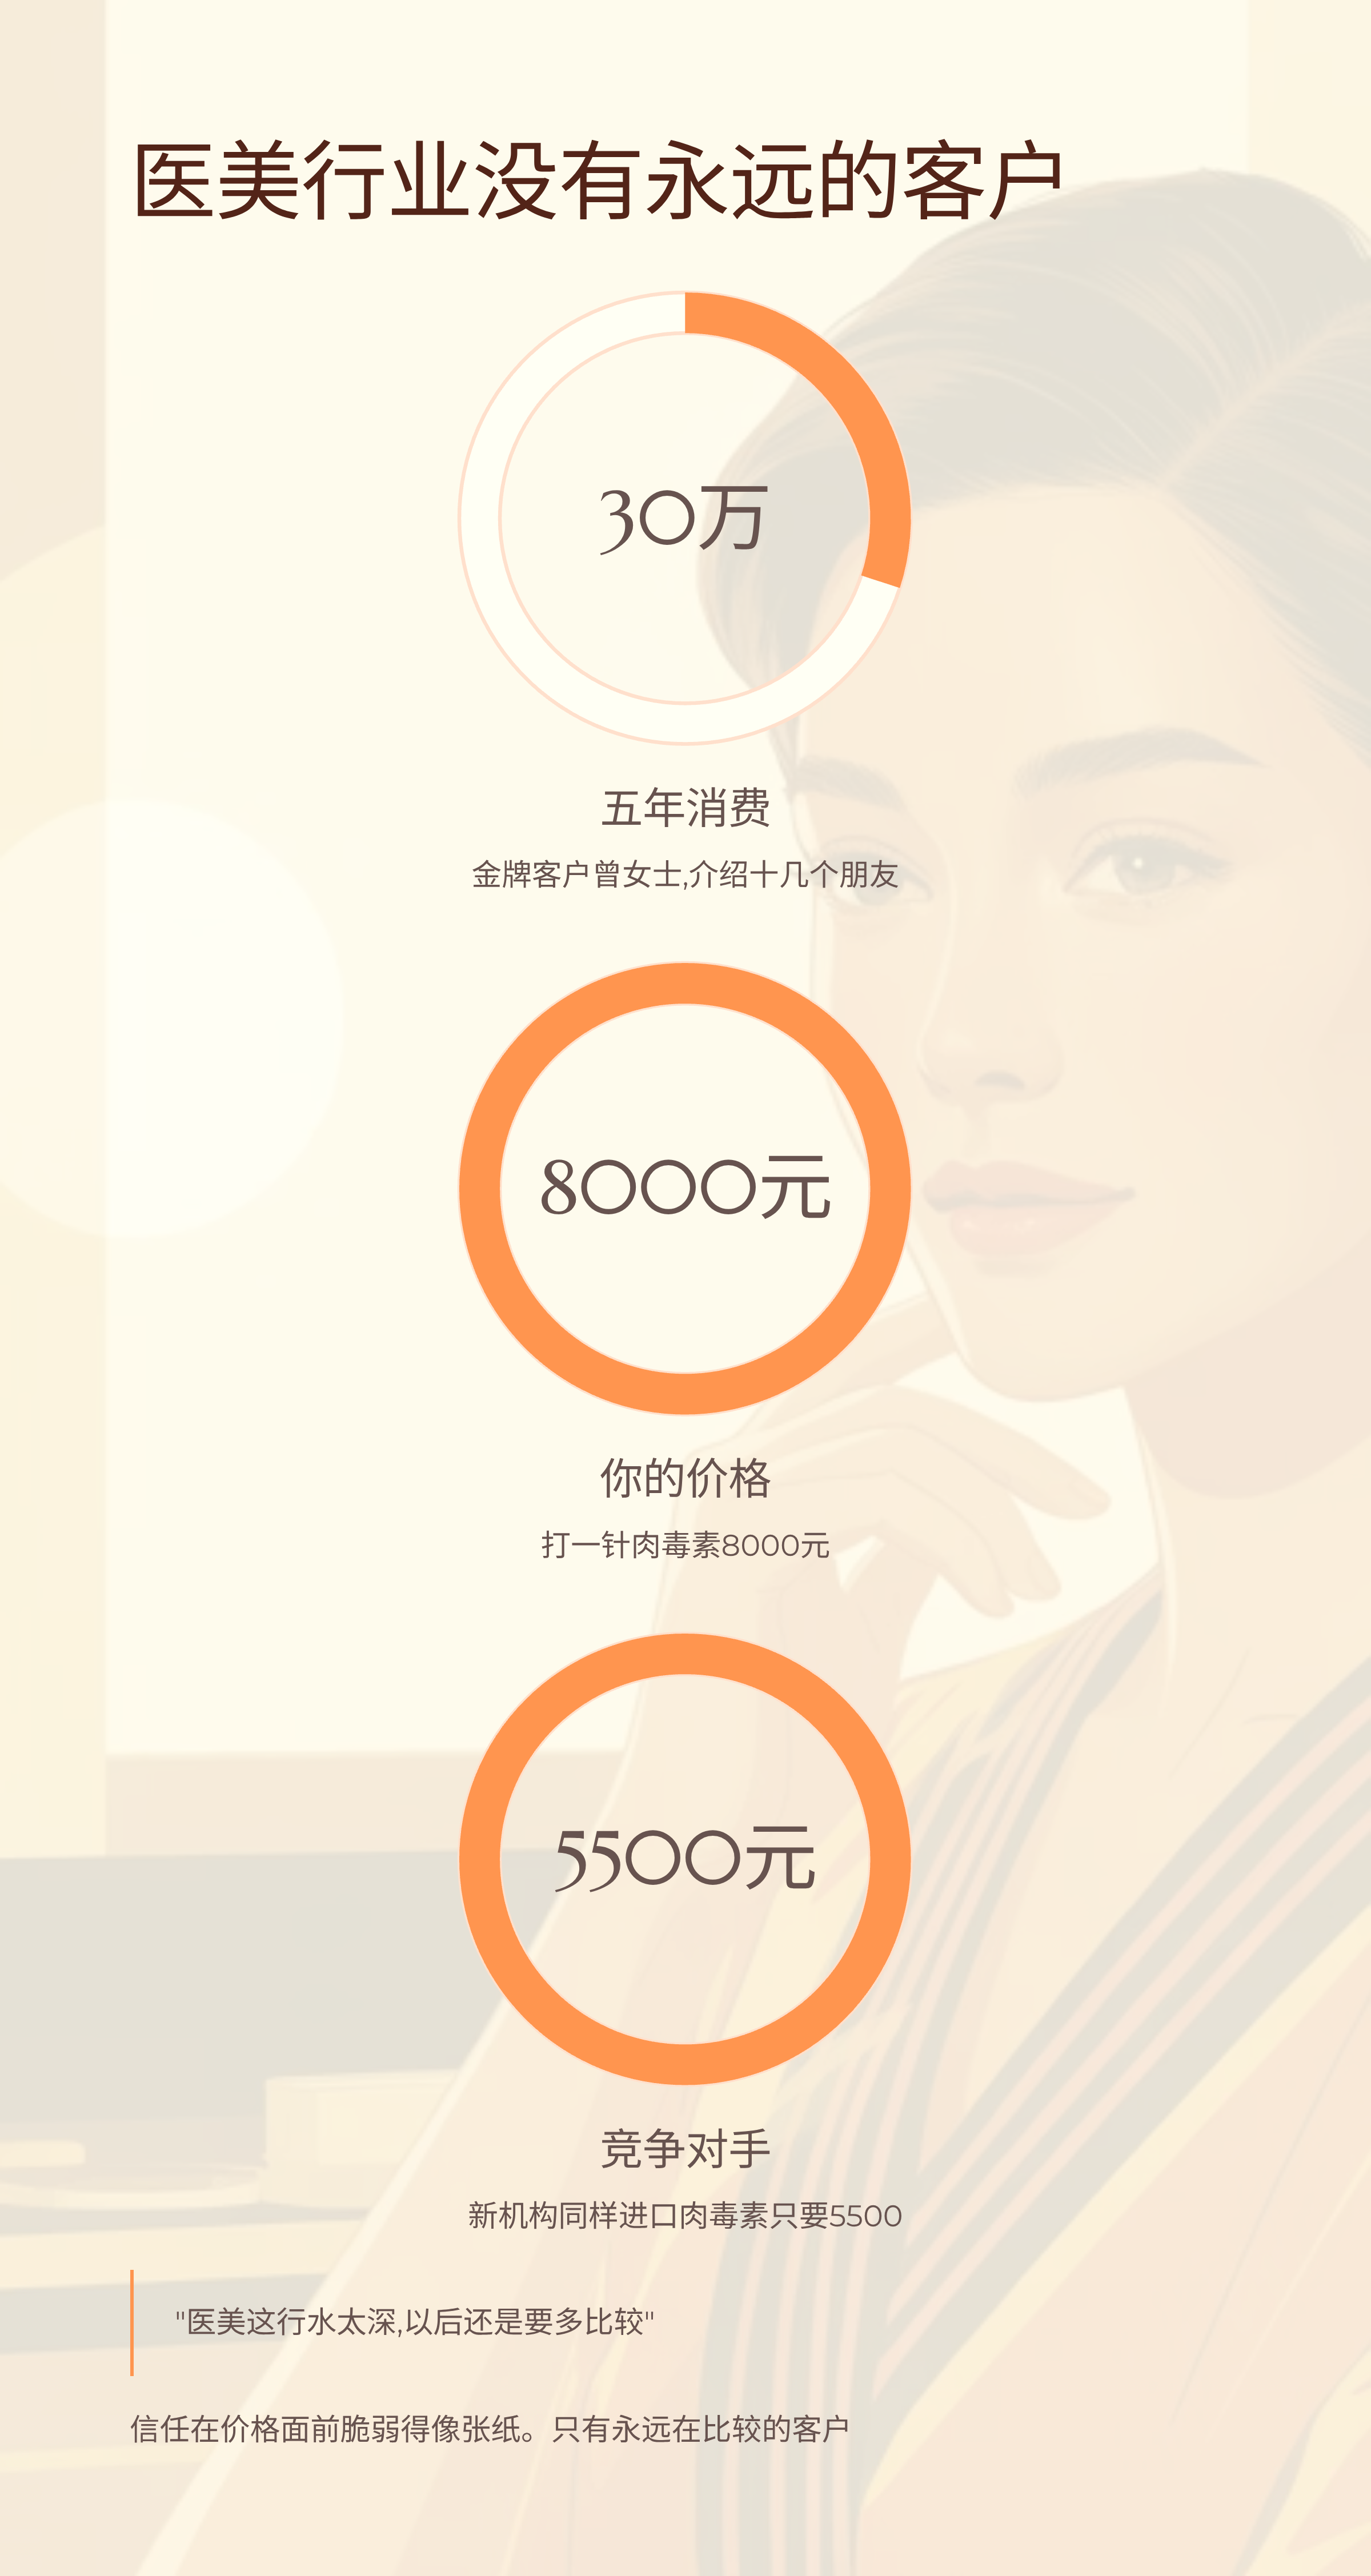 医美行业没有永远的客户
30万
五年消费
金牌客户曾女士,介绍十几个朋友
8000元
你的价格
打一针肉毒素8000元
5500元
竞争对手
新机构同样进口肉毒素只要5500
"医美这行水太深,以后还是要多比较"
信任在价格面前脆弱得像张纸。只有永远在比较的客户